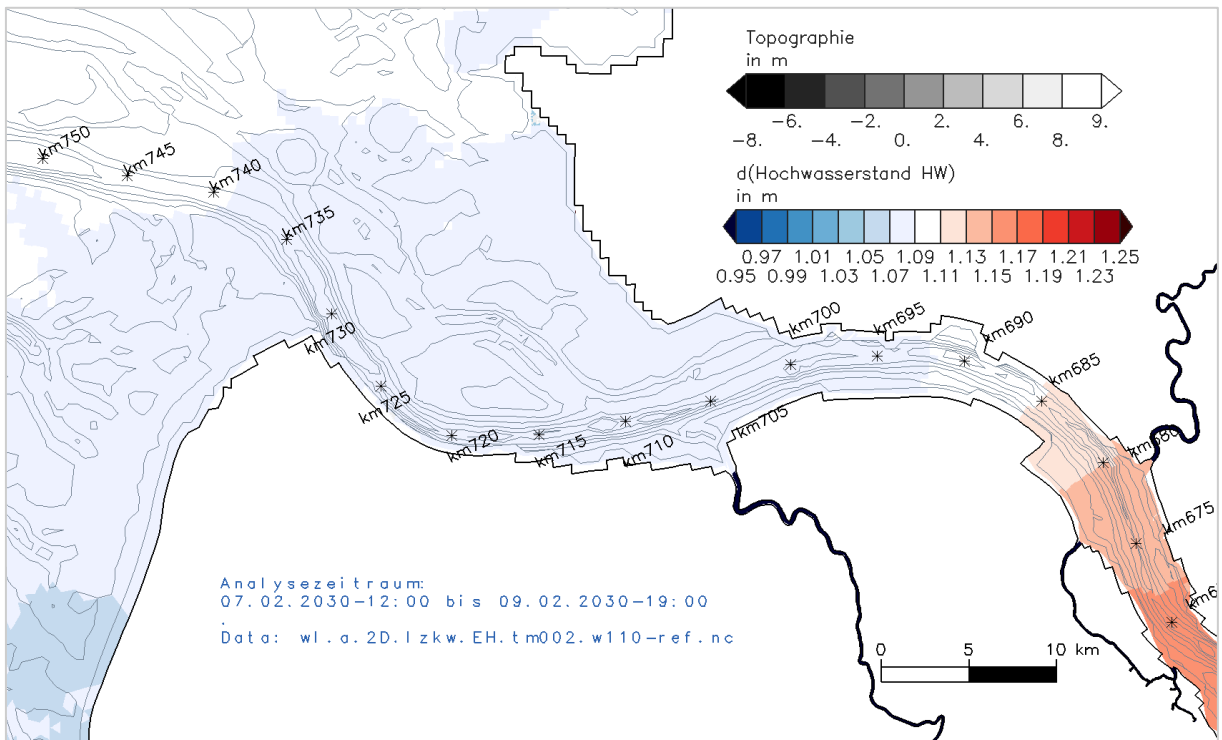 Topographie
in m
-6. -2. 2. 6. 9.
-8. -4. 0. 4. 8.
d(Hochwasserstand HW)
in m
0.97 1.01 1.05 1.09 1.13 1.17 1.21 1.25
0.95 0.99 1.03 1.07 1.11 1.15 1.19 1.23
km750
km745
km740
km735
km730
km725
km720
km715
km710
km705
km700
km695
km690
km685
km680
km675
Analysezeitraum:
07.02.2030-12:00 bis 09.02.2030-19:00
.
Data: wl.a.2D.lzkw.EH.tm002.w110-ref.nc
0 5 10 km